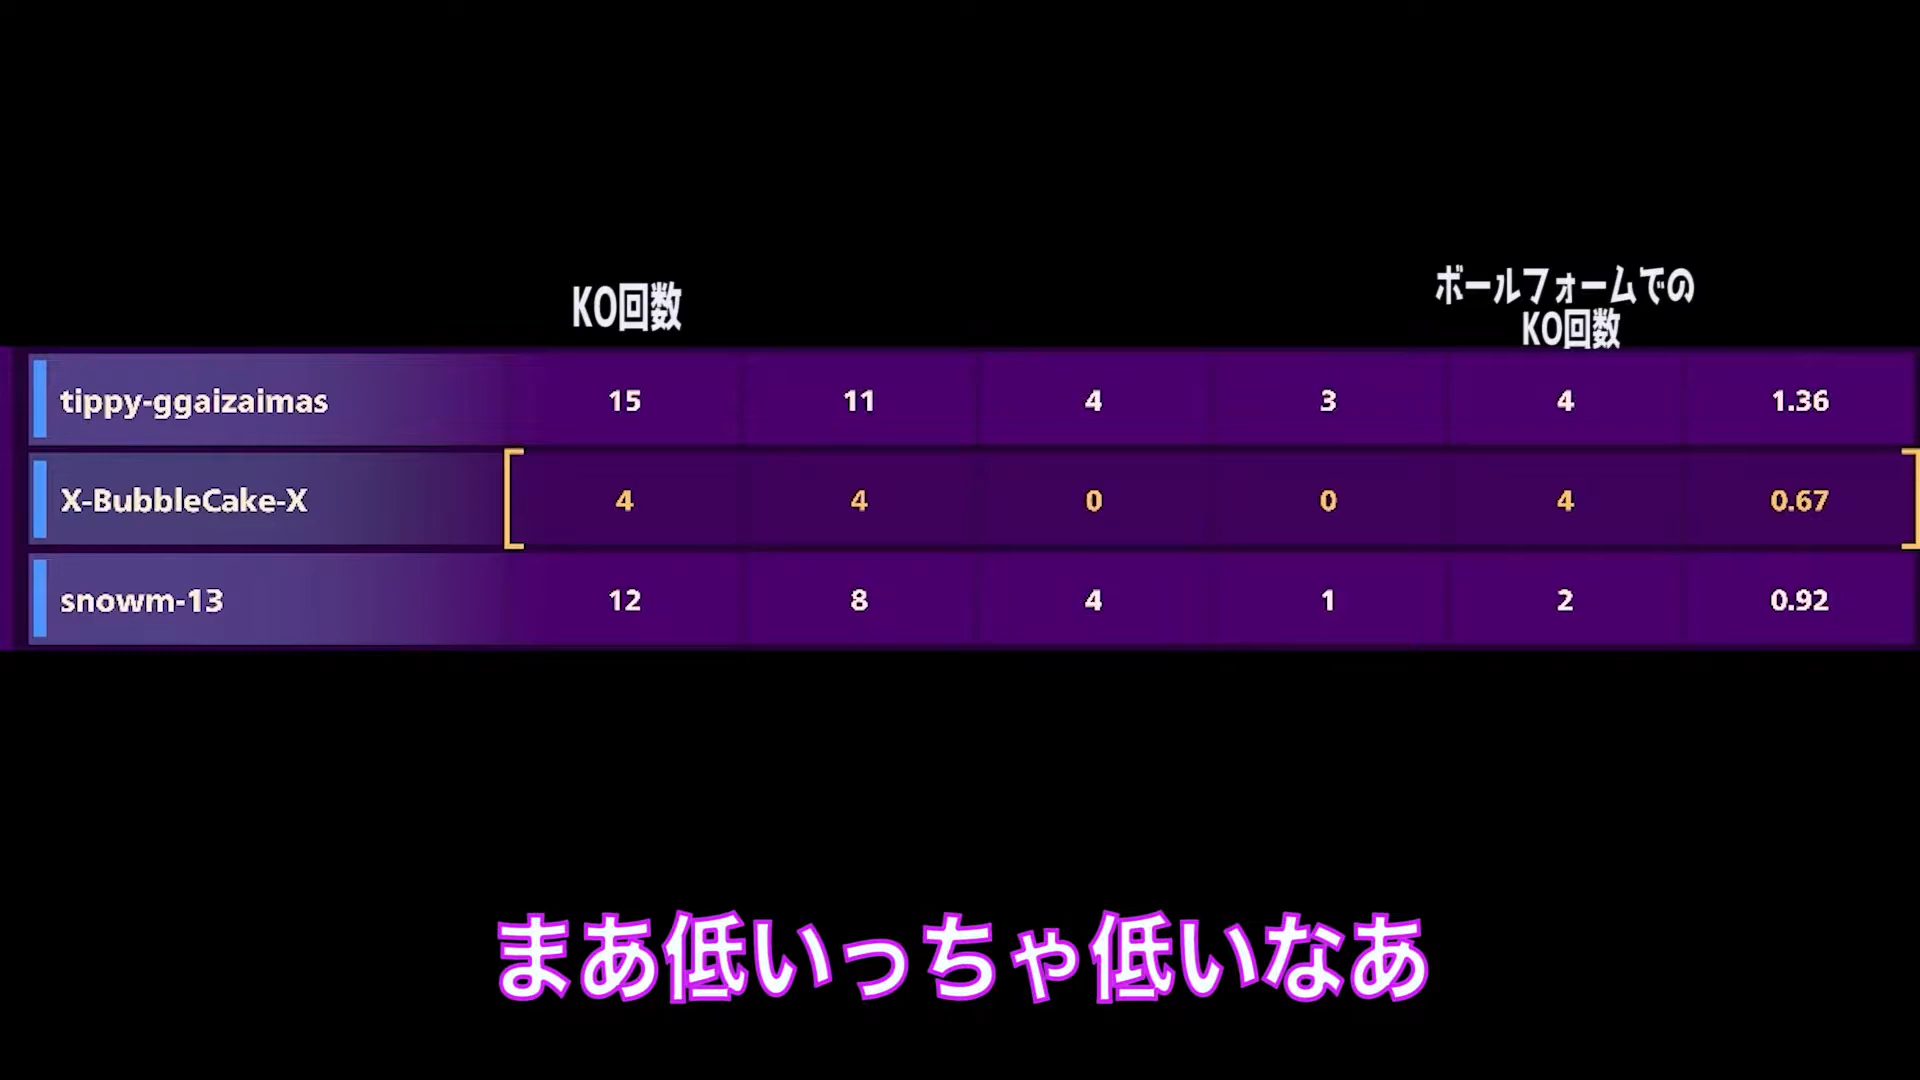 KO回数
ボールフォームでの
KO回数
tippy-ggaizaimas 15 11 4 3 4 1.36
X-BubbleCake-X 4 4 0 0 4 0.67
snowm-13 12 8 4 1 2 0.92
まあ低いっちゃ低いなあ